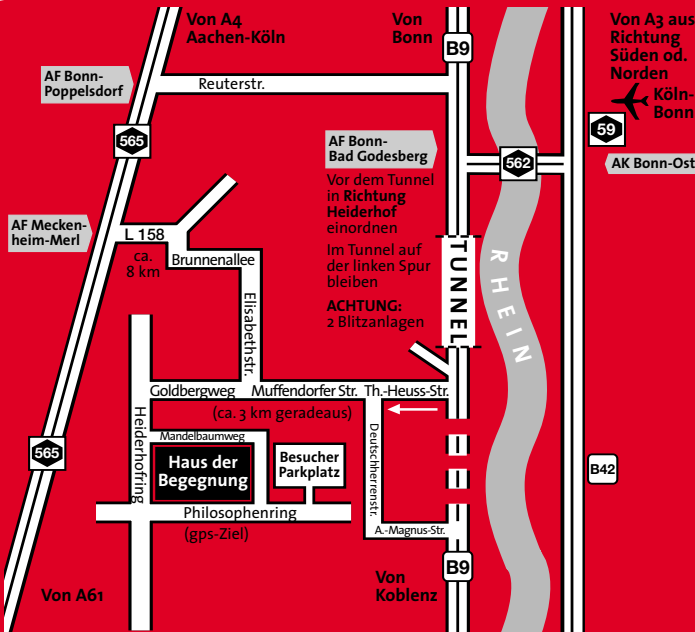 Von A4
Aachen-Köln
Von
Bonn
B9
Von A3 aus
Richtung
Süden od.
Norden
Köln-
Bonn
AF Bonn-
Poppelsdorf
Reuterstr.
565
59
AF Bonn-
Bad Godesberg
562
AK Bonn-Ost
Vor dem Tunnel
in Richtung
Heiderhof
einordnen
Im Tunnel auf
der linken Spur
bleiben
ACHTUNG:
2 Blitzanlagen
TUNNEL
RHEIN
AF Mecken-
heim-Merl
L 158
ca.
8 km
Brunnenallee
Elisabethstr.
Goldbergweg
Muffendorfer Str.
Th.-Heuss-Str.
(ca. 3 km geradeaus)
Heiderhofring
Mandelbaumweg
Haus der
Begegnung
Besucher
Parkplatz
Deutschherrenstr.
565
B42
Philosophenring
(gps-Ziel)
A.-Magnus-Str.
B9
Von A61
Von
Koblenz